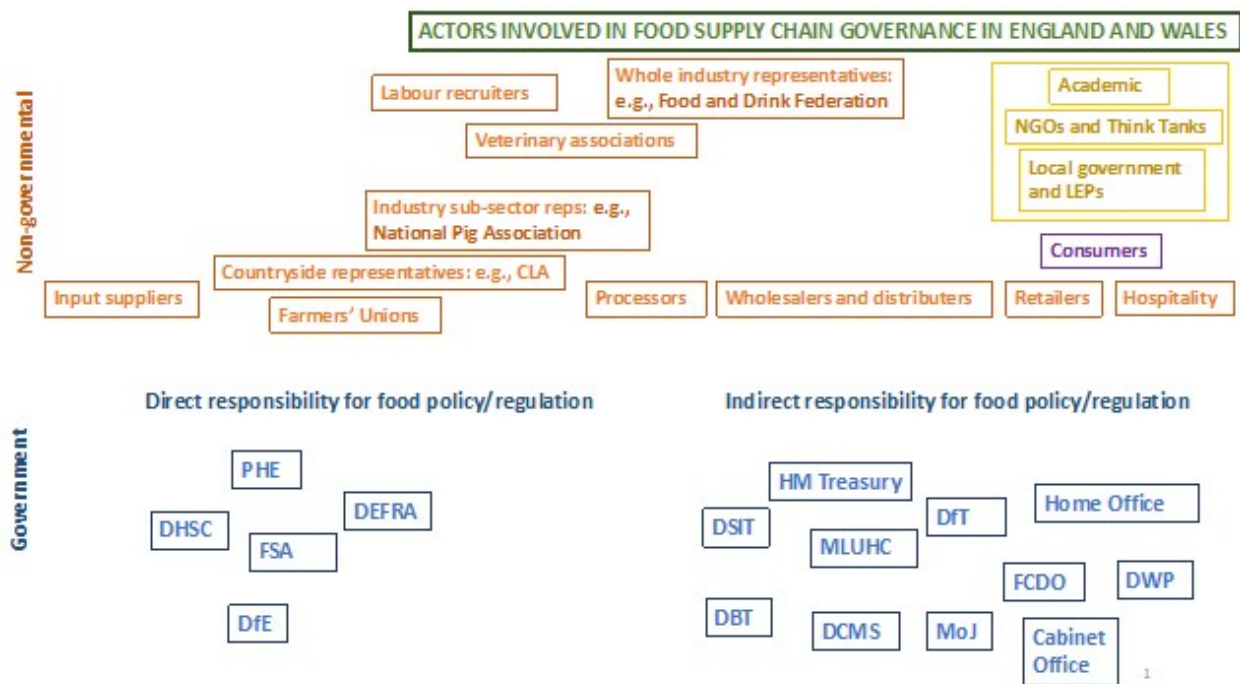 ACTORS INVOLVED IN FOOD SUPPLY CHAIN GOVERNANCE IN ENGLAND AND WALES
Non-governmental
Labour recruiters
Whole industry representatives:
e.g., Food and Drink Federation
Veterinary associations
Academic
NGOs and Think Tanks
Local government
and LEPs
Industry sub-sector reps: e.g.,
National Pig Association
Consumers
Countryside representatives: e.g., CLA
Input suppliers
Farmers' Unions
Processors
Wholesalers and distributers
Retailers
Hospitality
Government
Direct responsibility for food policy/regulation
PHE
DEFRA
DHSC
FSA
DfE
Indirect responsibility for food policy/regulation
HM Treasury
Home Office
DSIT
DfT
MLUHC
FCDO
DWP
DBT
DCMS
MoJ
Cabinet
Office
1